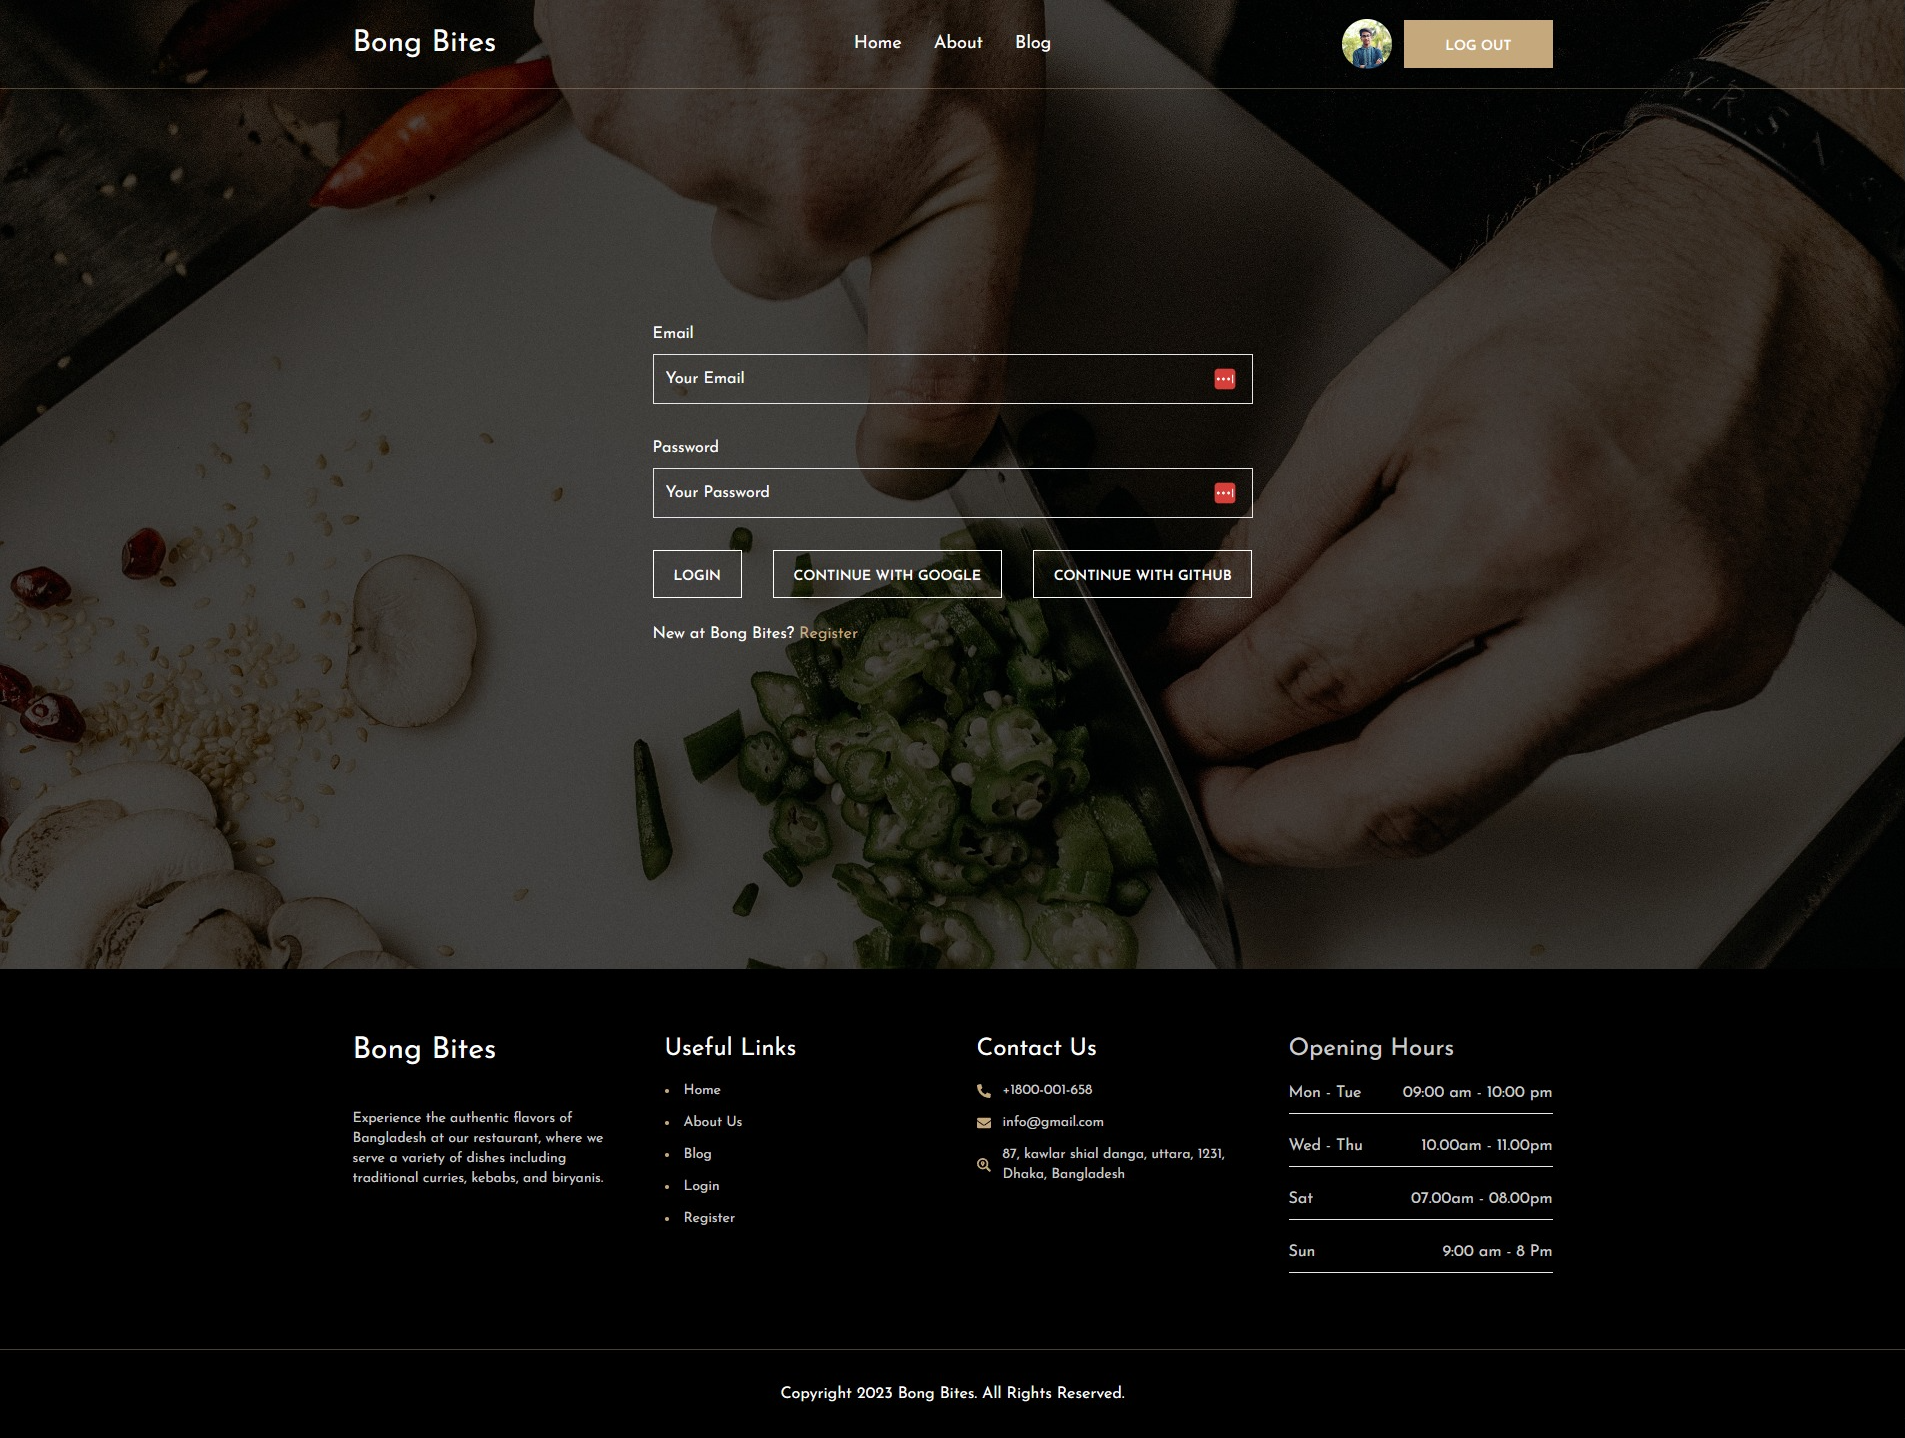 Bong Bites
Home About Blog
LOG OUT
V.R.S.
Email
Your Email
Password
Your Password
LOGIN
CONTINUE WITH GOOGLE
CONTINUE WITH GITHUB
New at Bong Bites? Register
Bong Bites
Experience the authentic flavors of
Bangladesh at our restaurant, where we
serve a variety of dishes including
traditional curries, kebabs, and biryanis.
Useful Links
Home
About Us
Blog
Login
Register
Contact Us
+1800-001-658
info@gmail.com
87, kawlar shial danga, uttara, 1231,
Dhaka, Bangladesh
Opening Hours
Mon - Tue 09:00 am - 10:00 pm
Wed - Thu 10.00am - 11.00pm
Sat 07.00am - 08.00pm
Sun 9:00 am - 8 Pm
Copyright 2023 Bong Bites. All Rights Reserved.